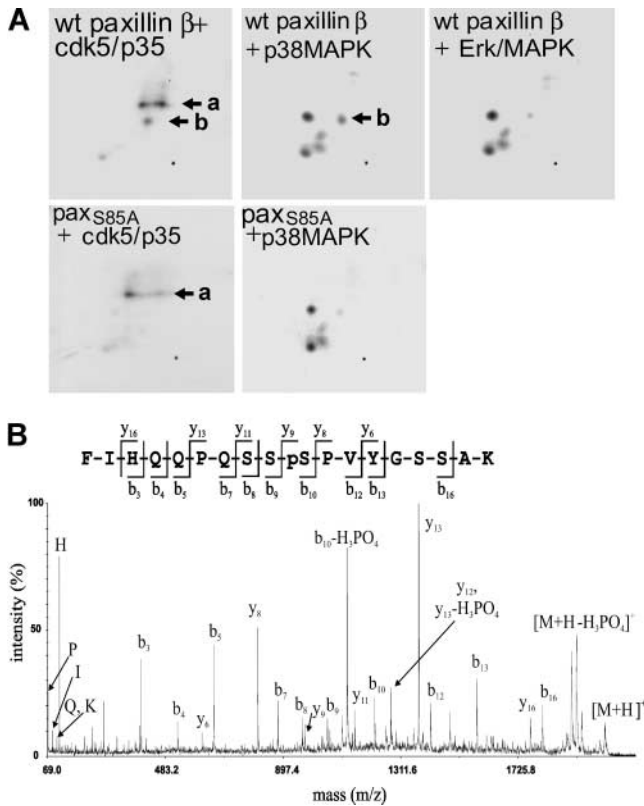 A
wt paxillin β+
cdk5/p35
a
b
wt paxillin β
+p38MAPK
b
wt paxillin β
+ Erk/MAPK
paxS85A
+ cdk5/p35
a
paxS85A
+p38MAPK
B
y16 y13 y11 y9 y8 y6
F-I-H-Q-Q-P-Q-S-S-pS-P-V-Y-G-S-S-A-K
b3 b4 b5 b7 b8 b9 b10 b12 b13 b16
100
50
0
intensity (%)
P
H
I
Q, K
b3
b4
y6
b5
y8
b7
b8
y9
b9
b10-H3PO4
y11
b10
y12,
y13-H3PO4
y13
b12
b13
y16
b16
[M+H-H3PO4]+
[M+H]+
69.0 483.2 897.4 1311.6 1725.8
mass (m/z)